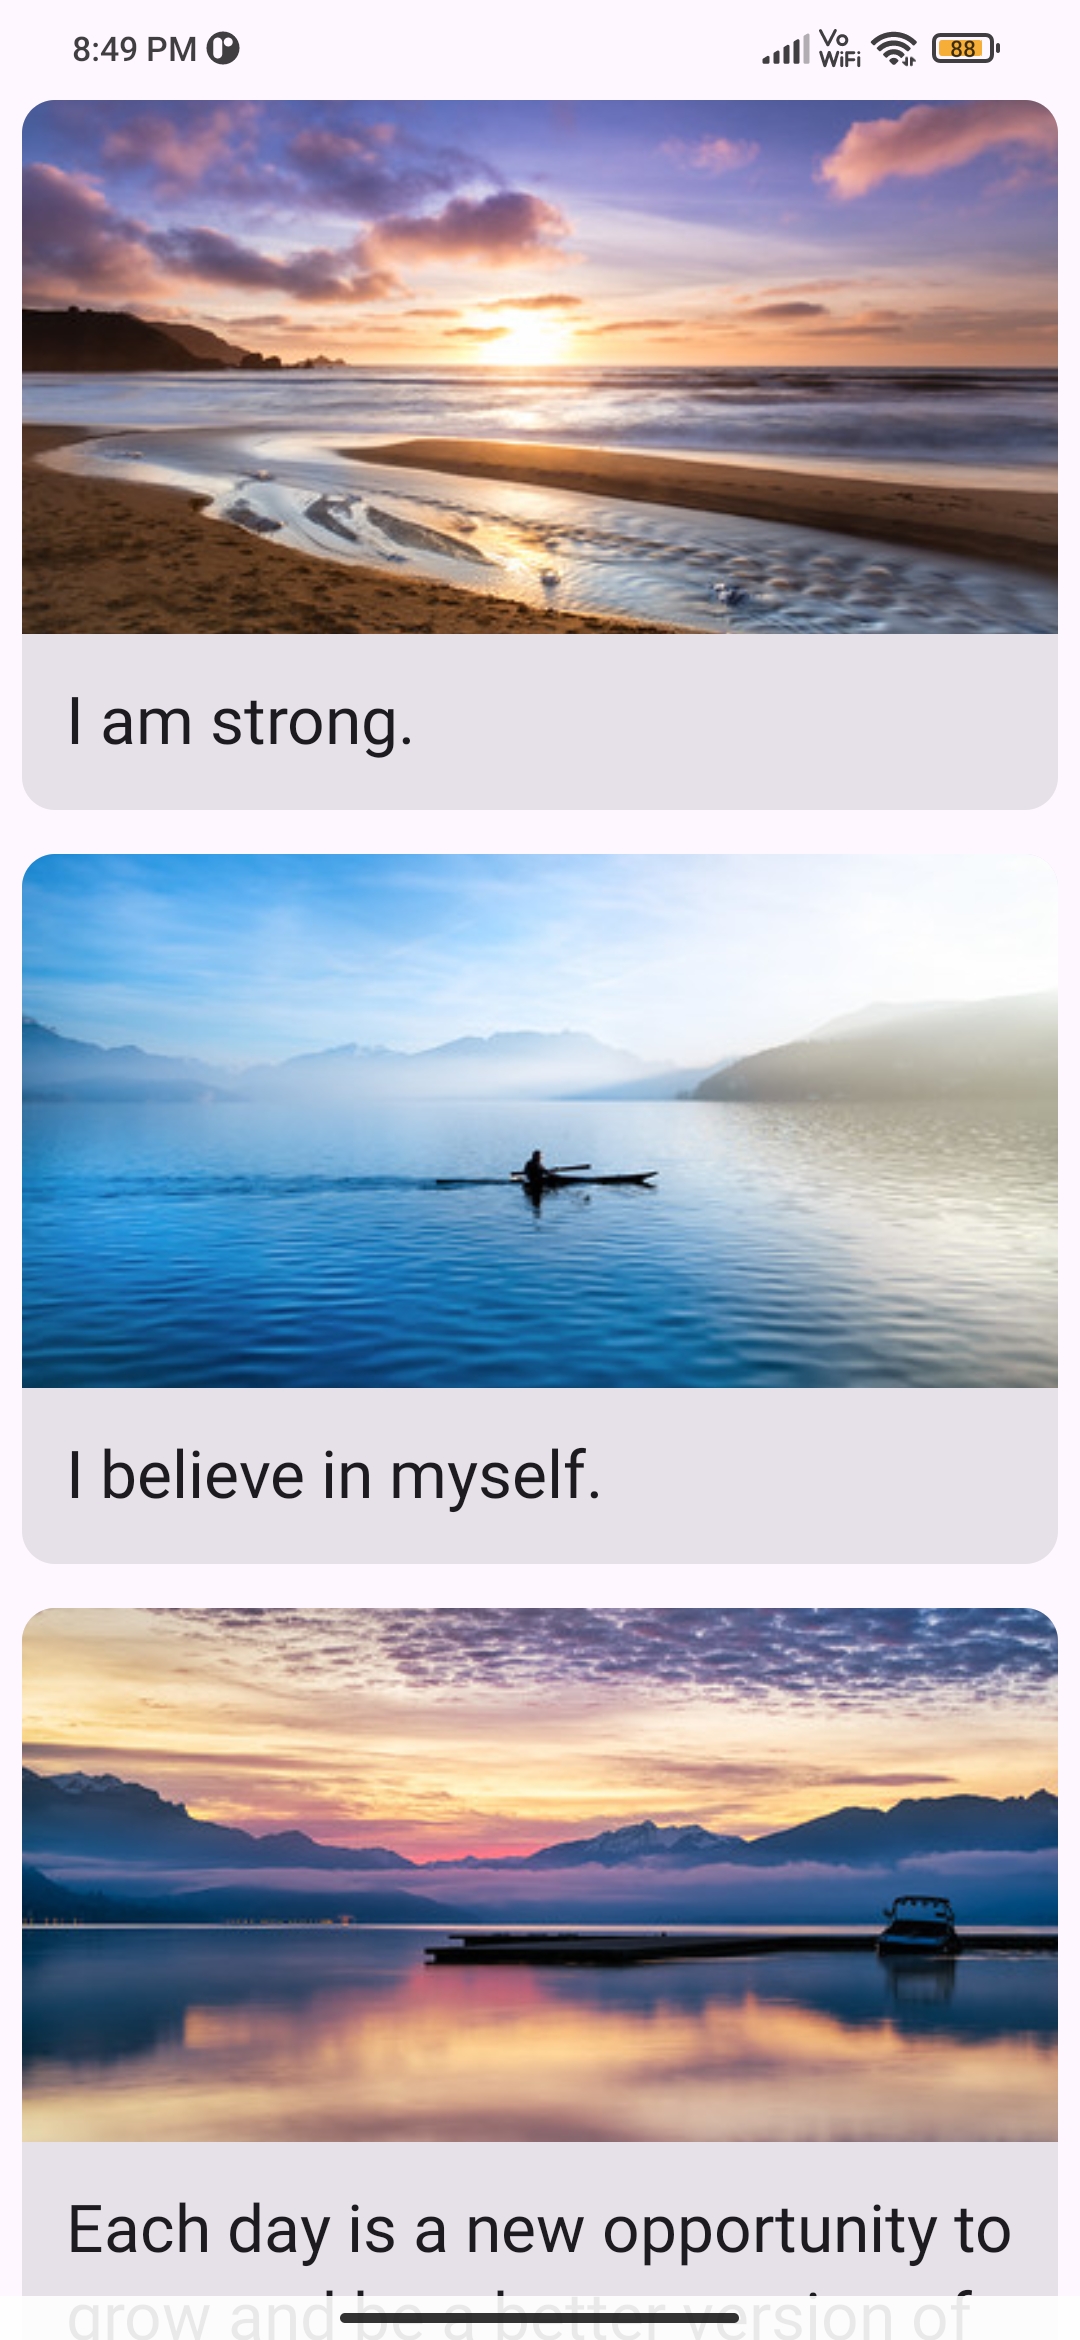 8:49 PM
Vo
WiFi
88
I am strong.
I believe in myself.
Each day is a new opportunity to
grow and be a better version of